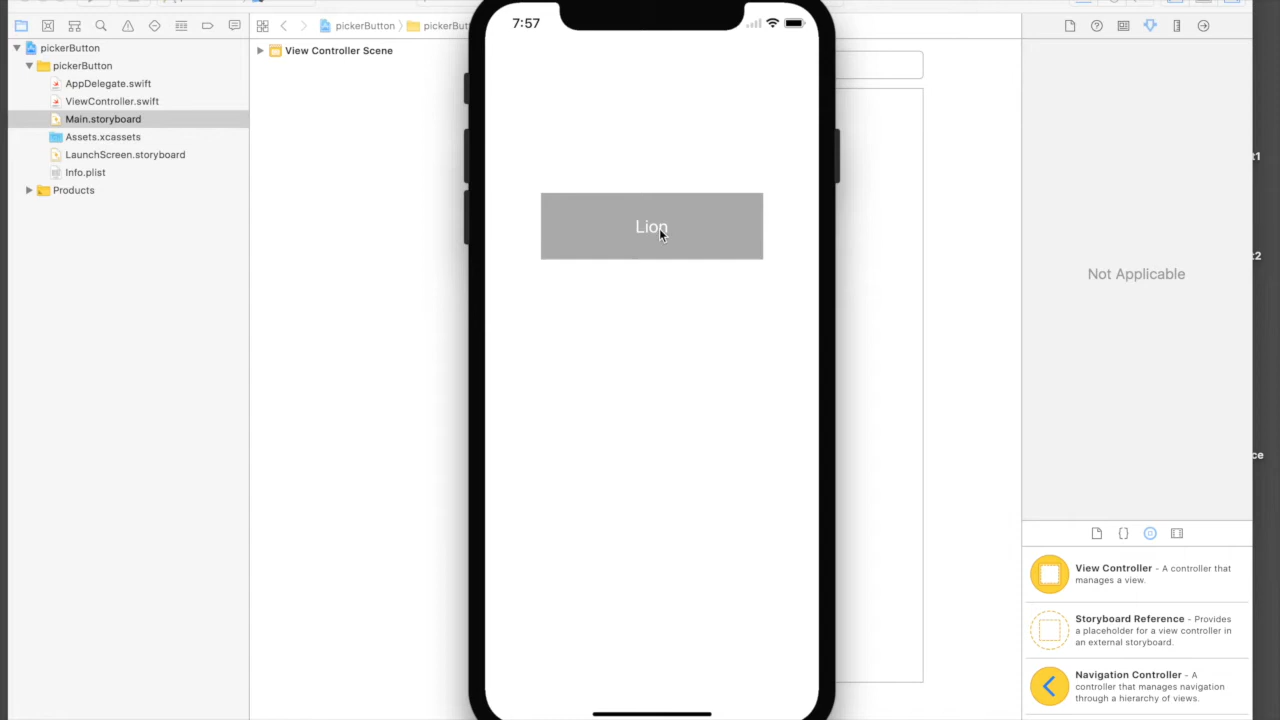 pickerButton
pickerButton
AppDelegate.swift
ViewController.swift
Main.storyboard
Assets.xcassets
LaunchScreen.storyboard
Info.plist
Products
pickerButton
pickerButt
View Controller Scene
7:57
Lion
Not Applicable
View Controller - A controller that
manages a view.
Storyboard Reference - Provides
a placeholder for a view controller in
an external storyboard.
Navigation Controller - A
controller that manages navigation
through a hierarchy of views.